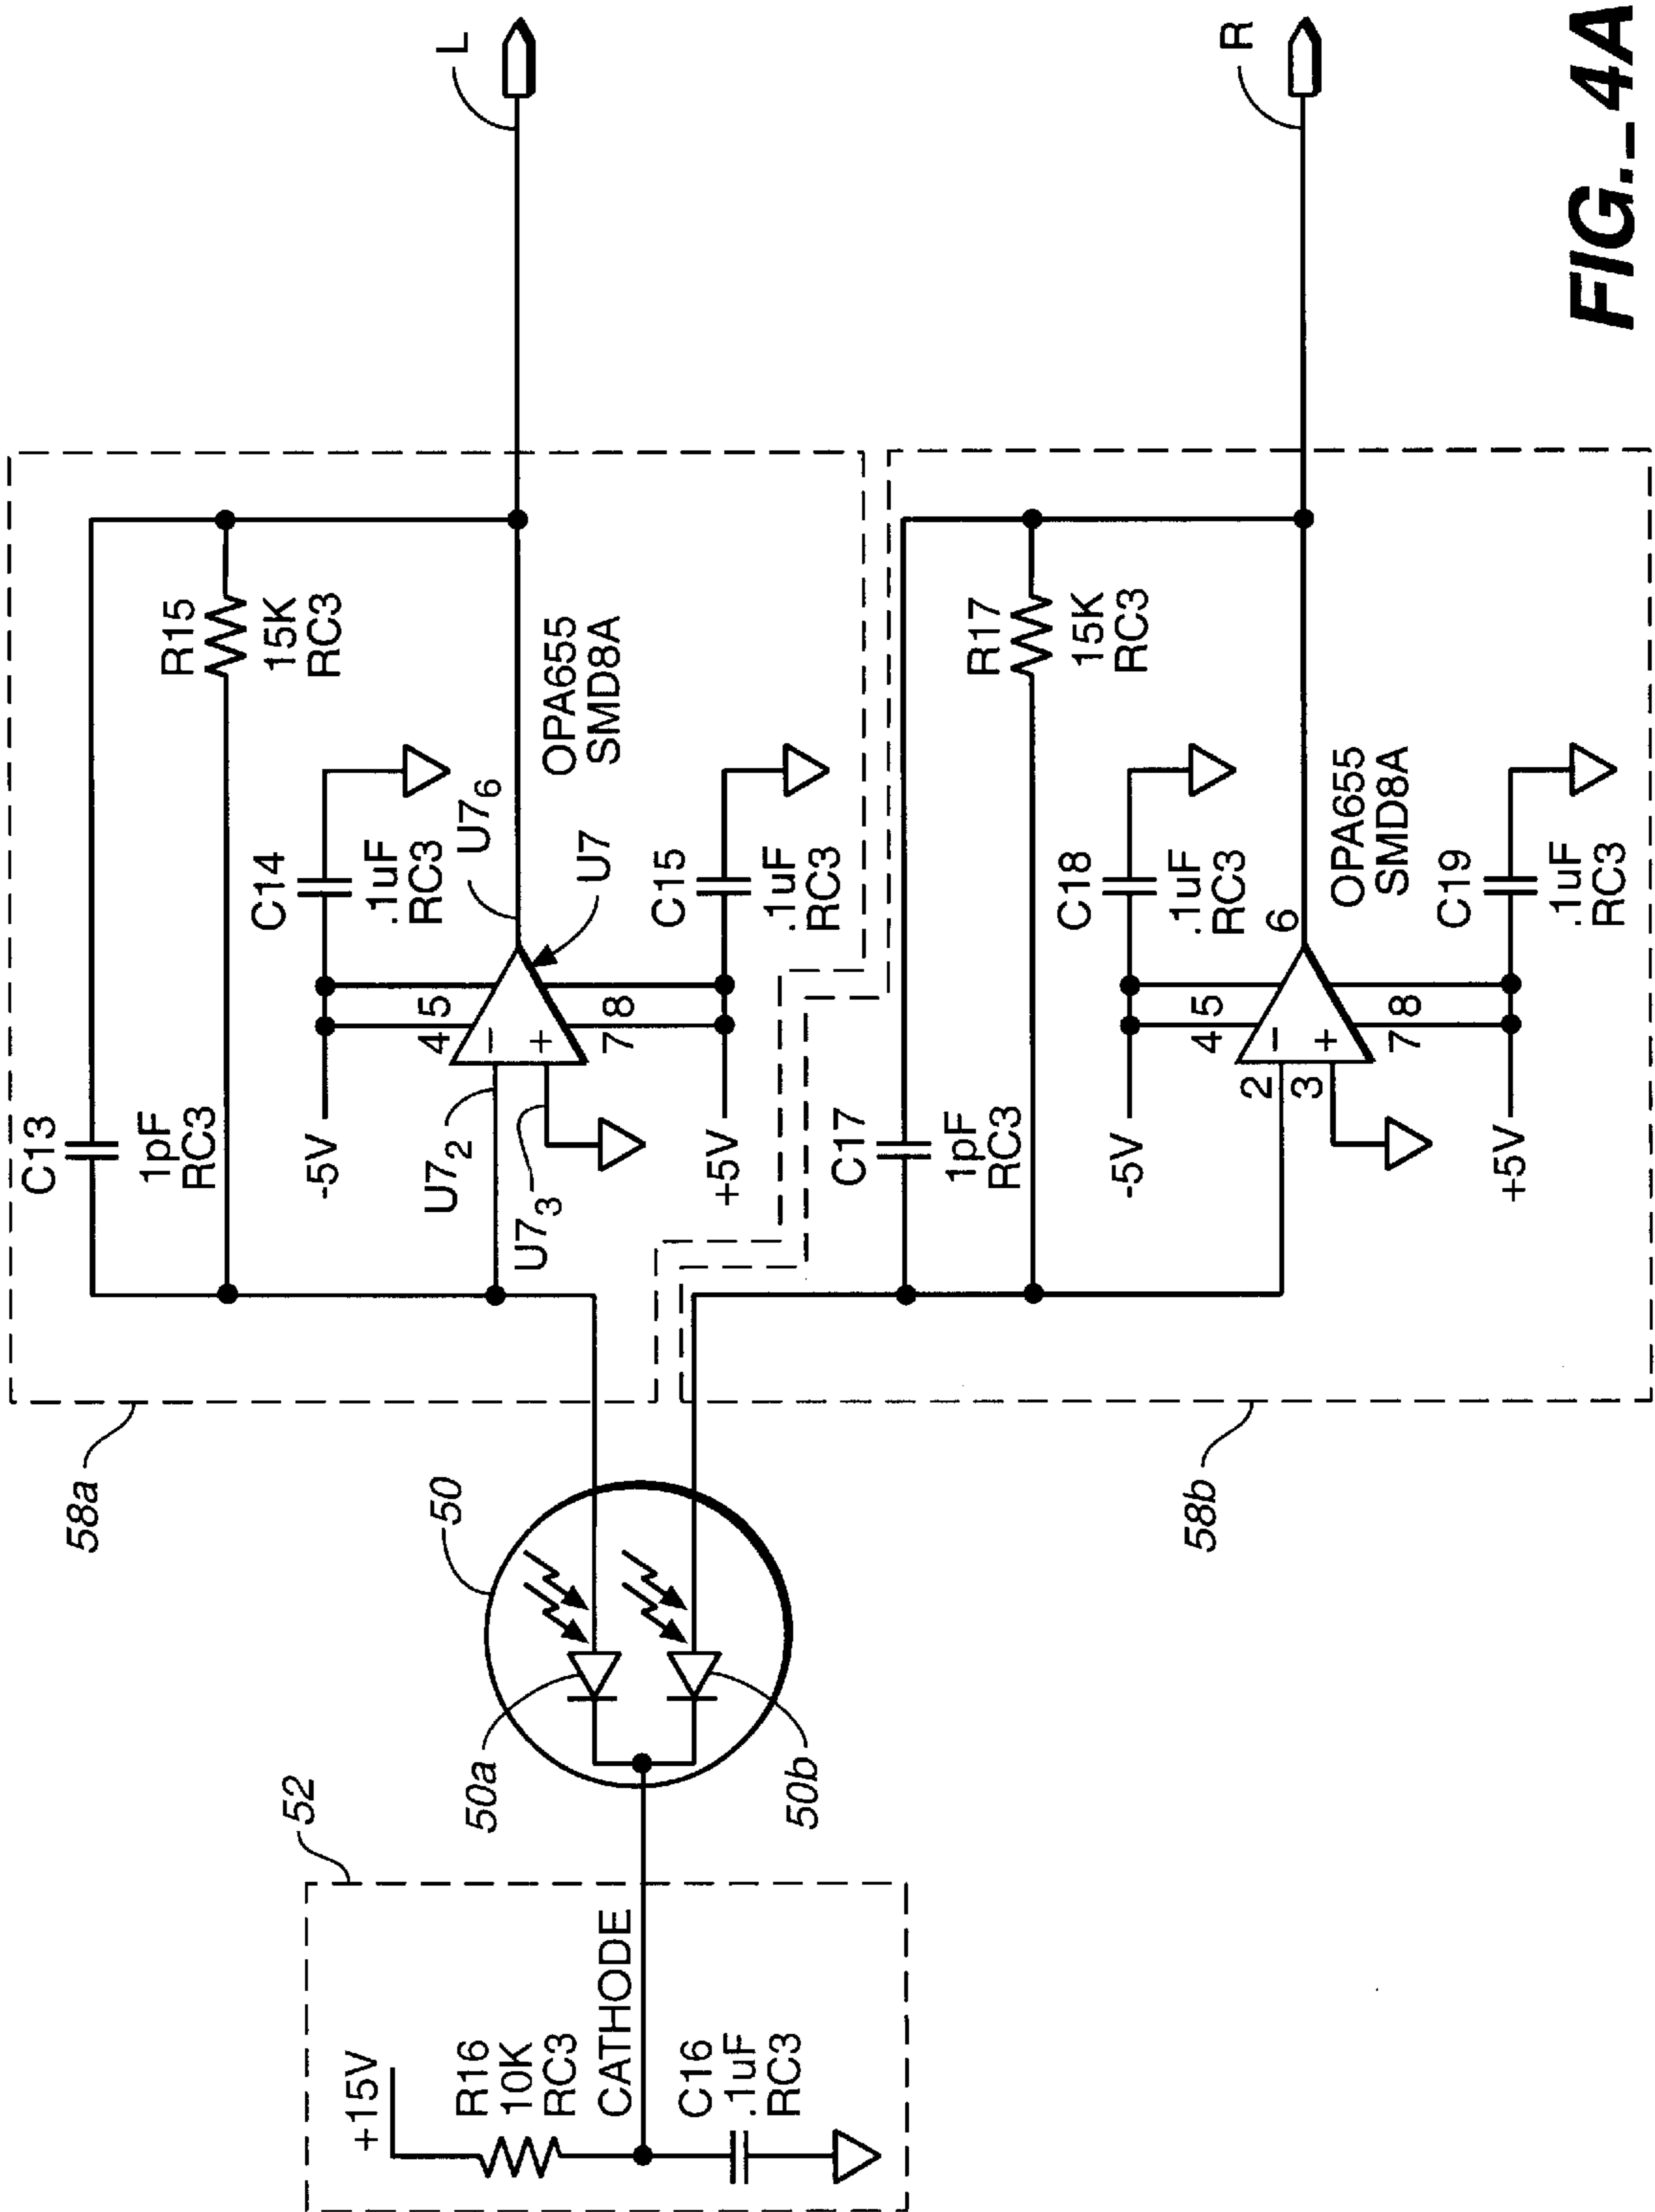 52
+15V
R16
10K
RC3
CATHODE
C16
.1uF
RC3
50
50a
50b
58a
C13
1pF
RC3
R15
15K
RC3
-5V
C14
.1uF
RC3
U72
U73
4
5
−
+
7
8
U76
U7
OPA655
SMD8A
+5V
C15
.1uF
RC3
L
58b
C17
1pF
RC3
R17
15K
RC3
-5V
C18
.1uF
RC3
2
3
4
5
−
+
7
8
6
OPA655
SMD8A
+5V
C19
.1uF
RC3
R
FIG._4A